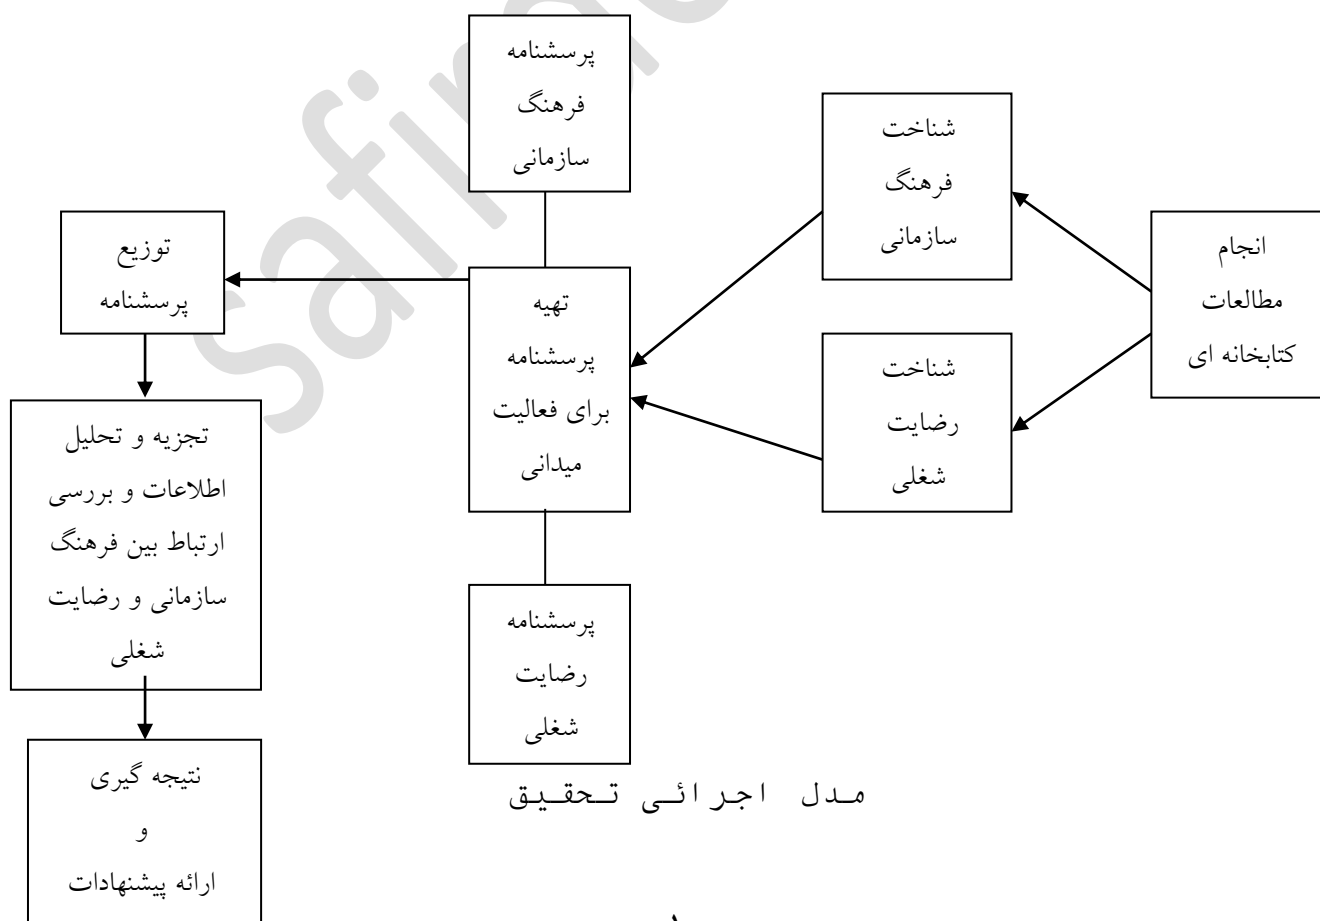 انجام
مطالعات
کتابخانه ای
شناخت
فرهنگ
سازمانی
شناخت
رضایت
شغلی
پرسشنامه
فرهنگ
سازمانی
تهیه
پرسشنامه
برای فعالیت
میدانی
پرسشنامه
رضایت
شغلی
توزیع
پرسشنامه
تجزیه و تحلیل
اطلاعات و بررسی
ارتباط بین فرهنگ
سازمانی و رضایت
شغلی
نتیجه گیری
و
ارائه پیشنهادات
مدل اجرائی تحقیق